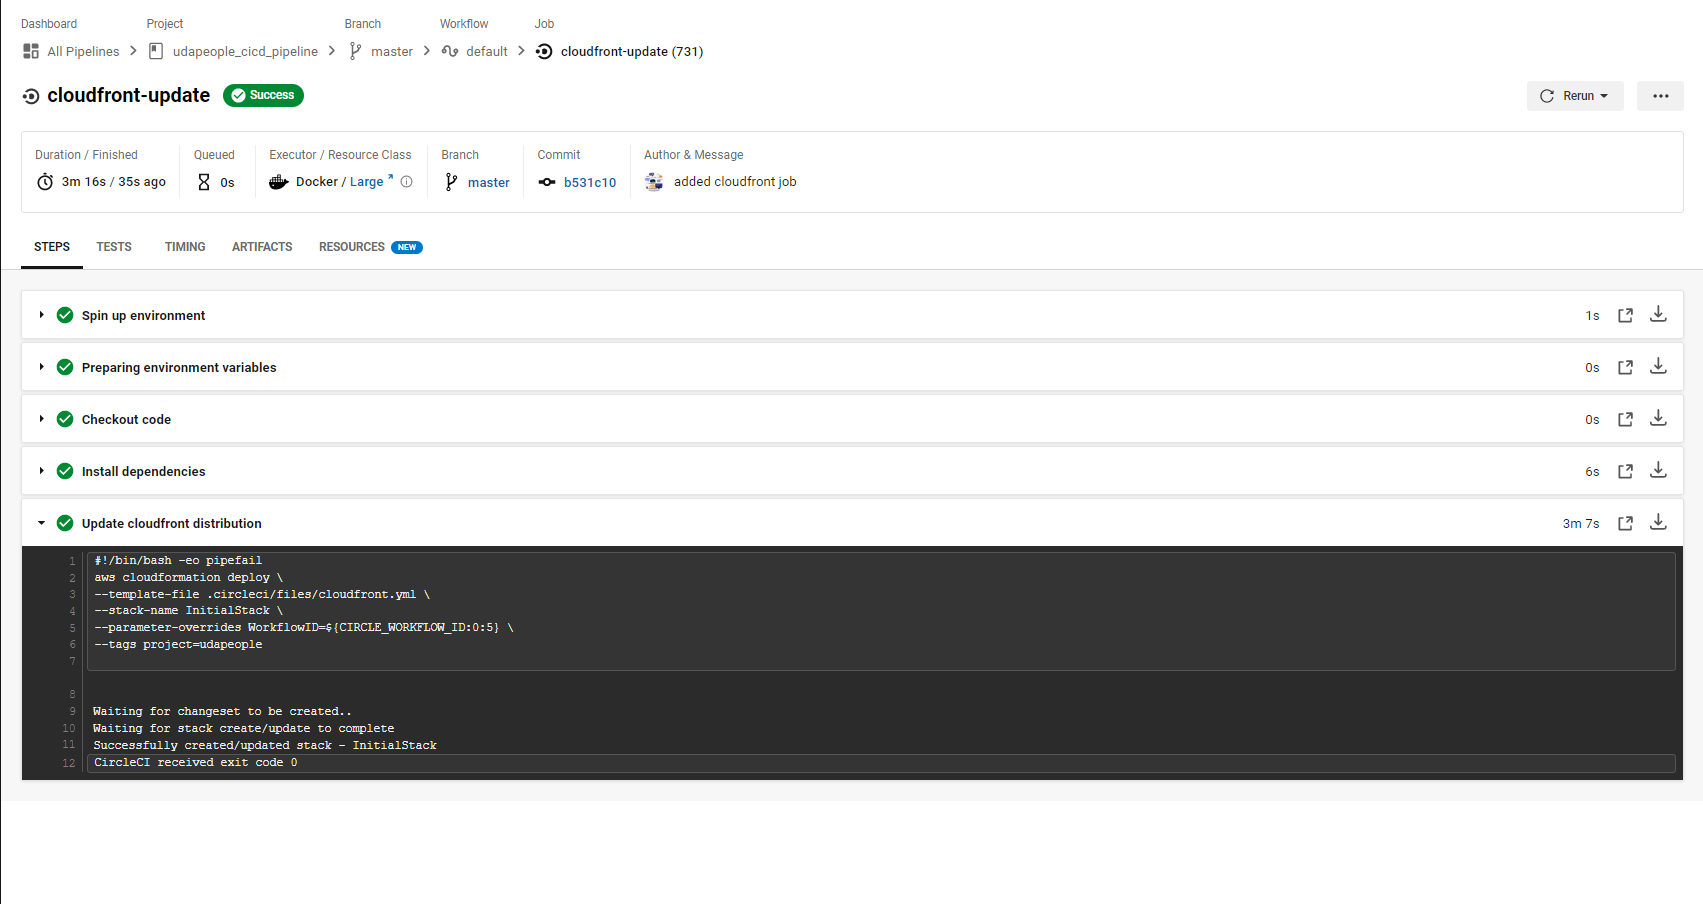 Dashboard Project Branch Workflow Job
All Pipelines udapeople_cicd_pipeline master default cloudfront-update (731)
cloudfront-update Success Rerun
Duration / Finished Queued Executor / Resource Class Branch Commit Author & Message
3m 16s / 35s ago 0s Docker / Large master b531c10 added cloudfront job
STEPS TESTS TIMING ARTIFACTS RESOURCES NEW
Spin up environment 1s
Preparing environment variables 0s
Checkout code 0s
Install dependencies 6s
Update cloudfront distribution 3m 7s
1 #!/bin/bash -eo pipefail
2 aws cloudformation deploy \
3 --template-file .circleci/files/cloudfront.yml \
4 --stack-name InitialStack \
5 --parameter-overrides WorkflowID=${CIRCLE_WORKFLOW_ID:0:5} \
6 --tags project=udapeople
7
8
9 Waiting for changeset to be created..
10 Waiting for stack create/update to complete
11 Successfully created/updated stack - InitialStack
12 CircleCI received exit code 0